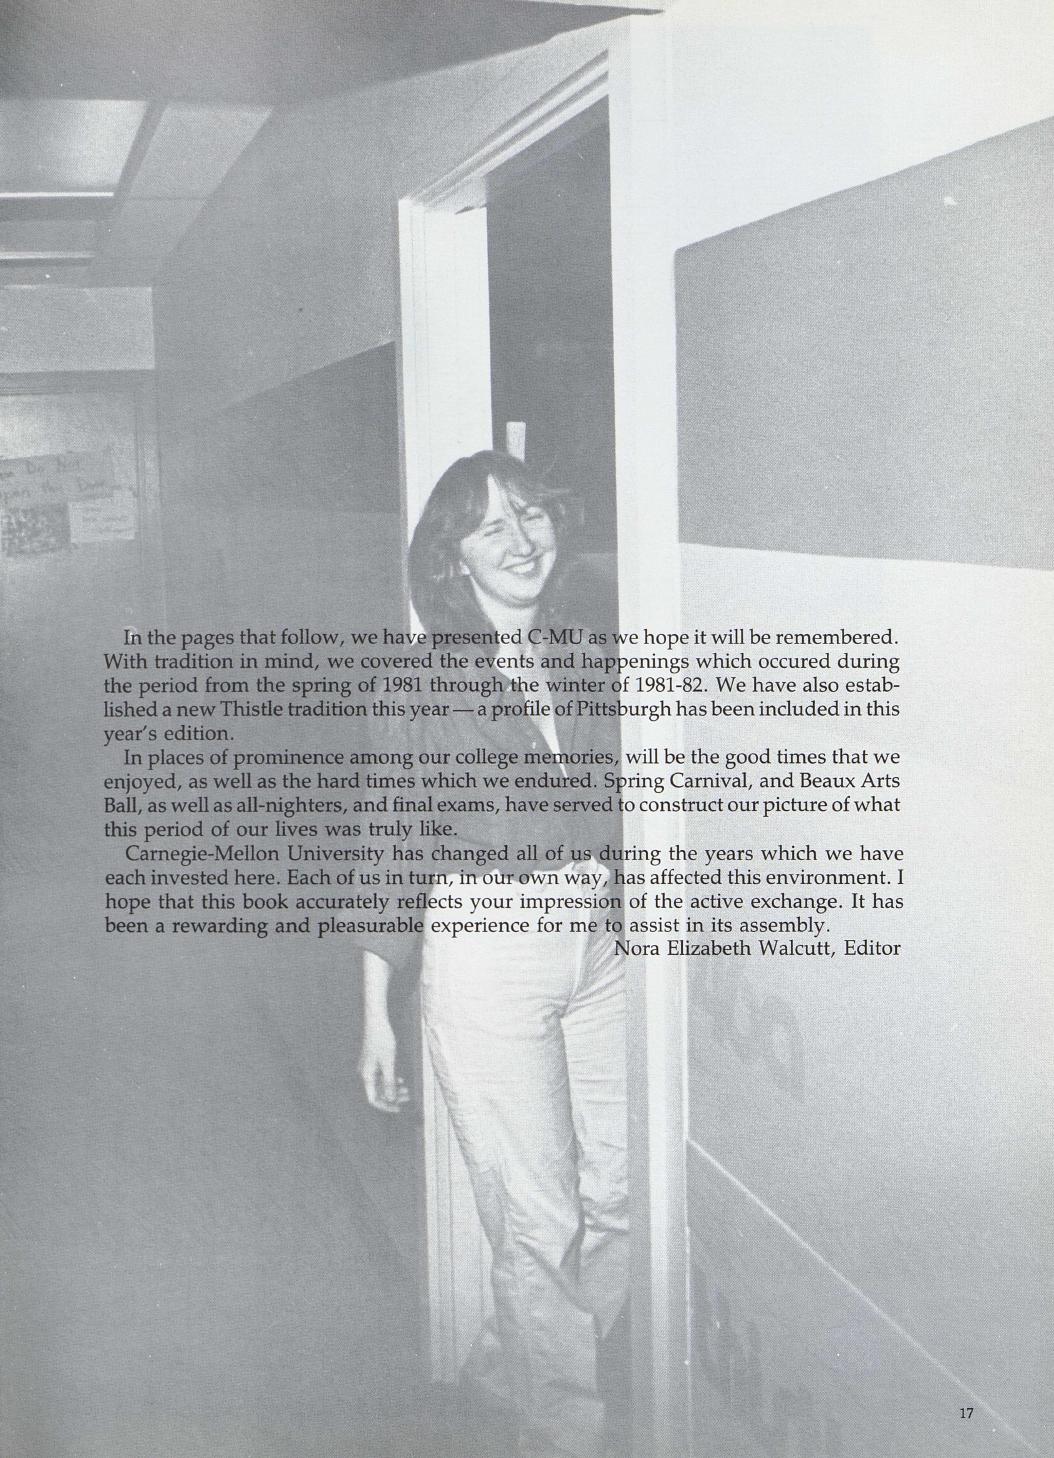 Do Not
In the pages that follow, we have presented C-MU as we hope it will be remembered.
With tradition in mind, we covered the events and happenings which occured during
the period from the spring of 1981 through the winter of 1981-82. We have also estab-
lished a new Thistle tradition this year — a profile of Pittsburgh has been included in this
year's edition.
In places of prominence among our college memories, will be the good times that we
enjoyed, as well as the hard times which we endured. Spring Carnival, and Beaux Arts
Ball, as well as all-nighters, and final exams, have served to construct our picture of what
this period of our lives was truly like.
Carnegie-Mellon University has changed all of us during the years which we have
each invested here. Each of us in turn, in our own way, has affected this environment. I
hope that this book accurately reflects your impression of the active exchange. It has
been a rewarding and pleasurable experience for me to assist in its assembly.
Nora Elizabeth Walcutt, Editor
17